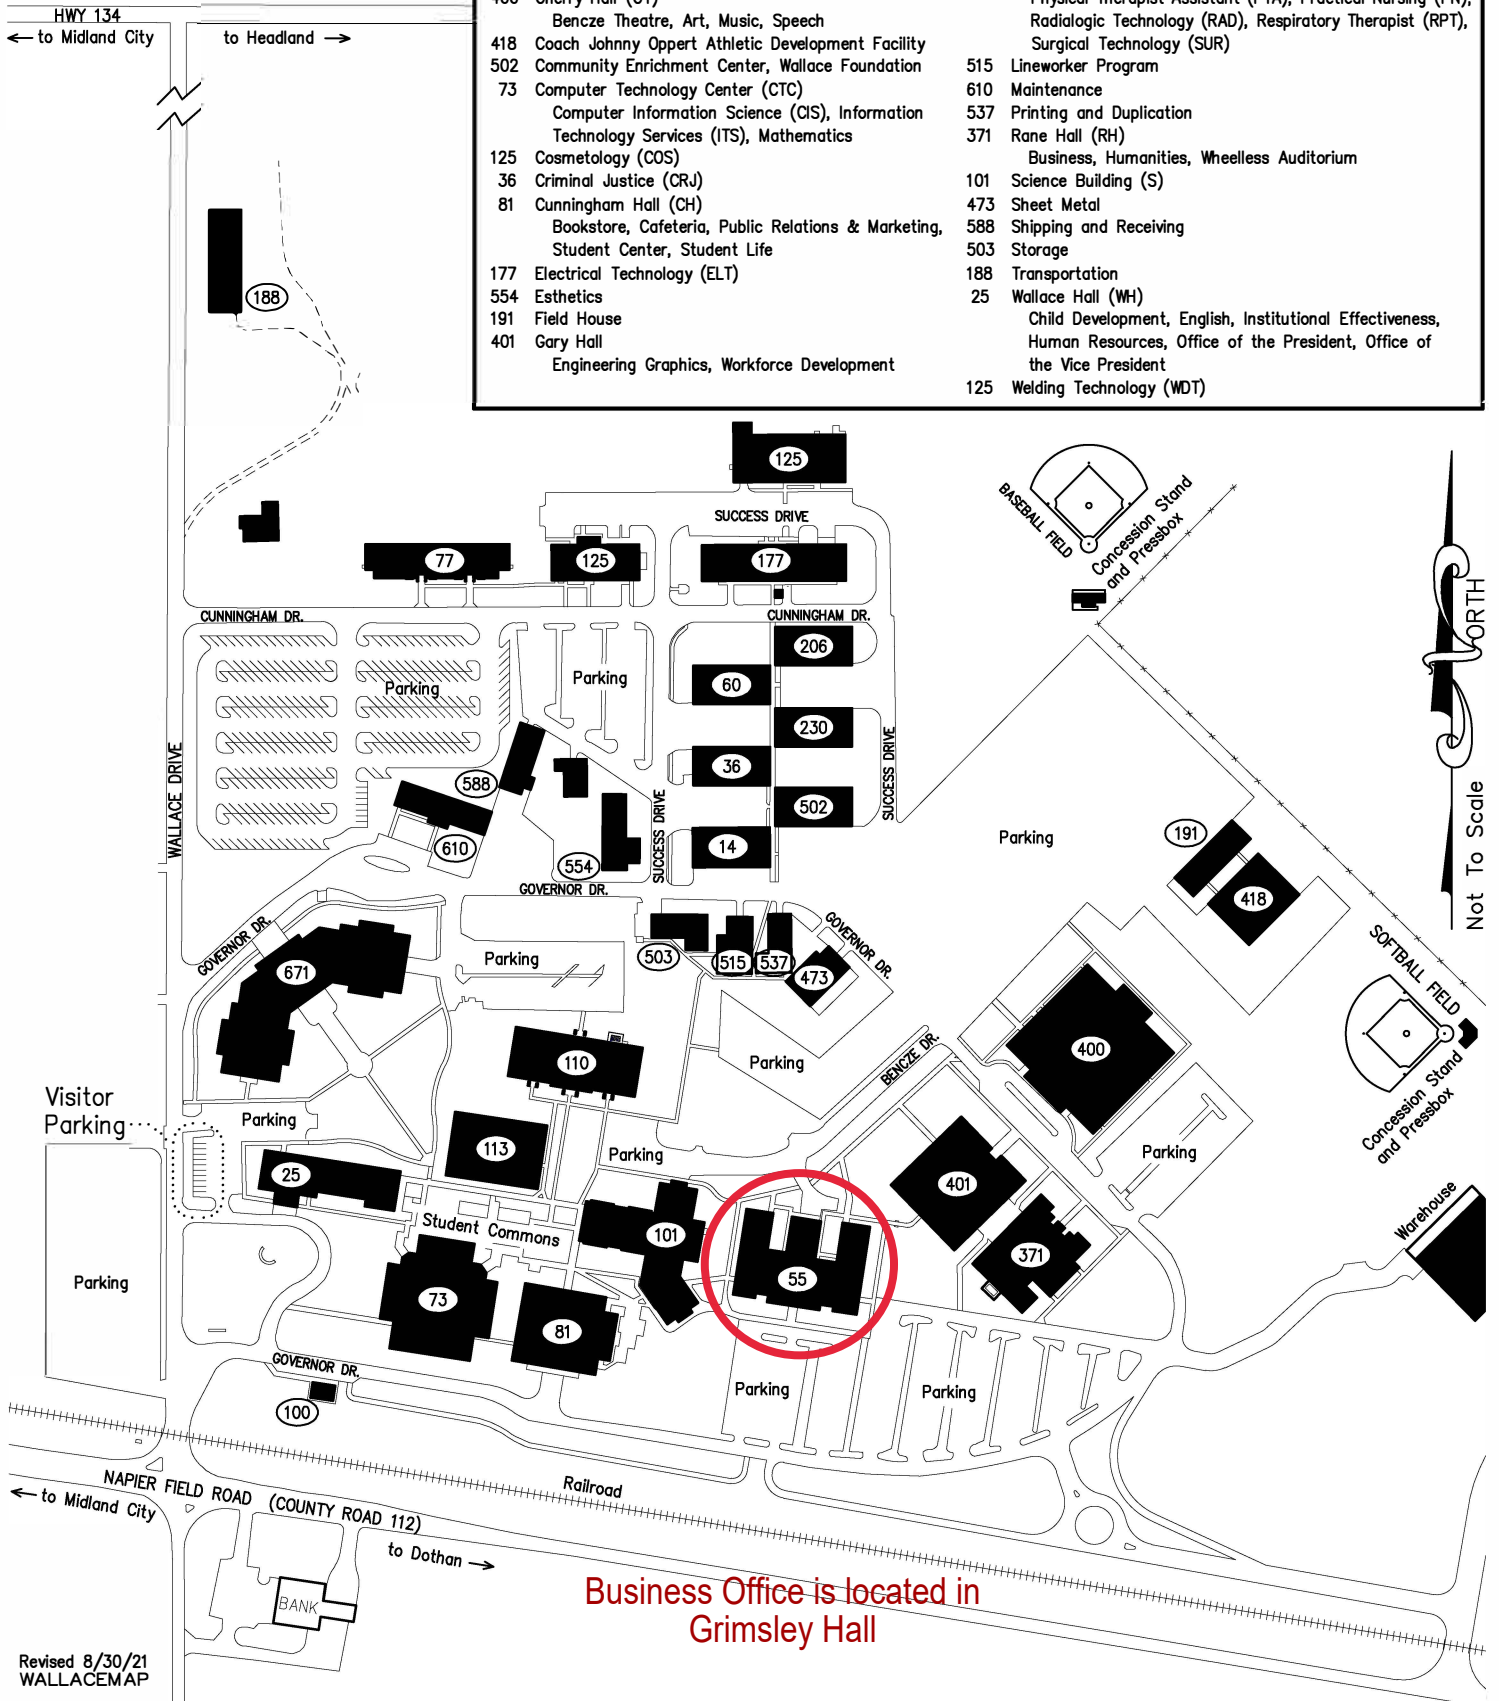 HWY 134
← to Midland City
to Headland →
400 Cherry Hall (CY)
Bencze Theatre, Art, Music, Speech
418 Coach Johnny Oppert Athletic Development Facility
502 Community Enrichment Center, Wallace Foundation
73 Computer Technology Center (CTC)
Computer Information Science (CIS), Information
Technology Services (ITS), Mathematics
125 Cosmetology (COS)
36 Criminal Justice (CRJ)
81 Cunningham Hall (CH)
Bookstore, Cafeteria, Public Relations & Marketing,
Student Center, Student Life
177 Electrical Technology (ELT)
554 Esthetics
191 Field House
401 Gary Hall
Engineering Graphics, Workforce Development
Physical Therapist Assistant (PTA), Practical Nursing (PN),
Radialogic Technology (RAD), Respiratory Therapist (RPT),
Surgical Technology (SUR)
515 Lineworker Program
610 Maintenance
537 Printing and Duplication
371 Rane Hall (RH)
Business, Humanities, Wheelless Auditorium
101 Science Building (S)
473 Sheet Metal
588 Shipping and Receiving
503 Storage
188 Transportation
25 Wallace Hall (WH)
Child Development, English, Institutional Effectiveness,
Human Resources, Office of the President, Office of
the Vice President
125 Welding Technology (WDT)
188
125
SUCCESS DRIVE
BASEBALL FIELD
Concession Stand
and Pressbox
77
125
177
CUNNINGHAM DR.
CUNNINGHAM DR.
NORTH
Not To Scale
206
Parking
Parking
60
230
WALLACE DRIVE
588
36
SUCCESS DRIVE
502
SUCCESS DRIVE
610
554
14
Parking
191
418
GOVERNOR DR.
GOVERNOR DR.
GOVERNOR DR.
671
Parking
503
515
537
473
SOFTBALL FIELD
Concession Stand
and Pressbox
400
BENCZE DR.
110
Parking
Visitor
Parking
Parking
113
Parking
Parking
25
401
Student Commons
101
371
Warehouse
Parking
73
55
81
GOVERNOR DR.
Parking
Parking
100
Railroad
NAPIER FIELD ROAD (COUNTY ROAD 112)
← to Midland City
to Dothan →
BANK
Business Office is located in
Grimsley Hall
Revised 8/30/21
WALLACEMAP